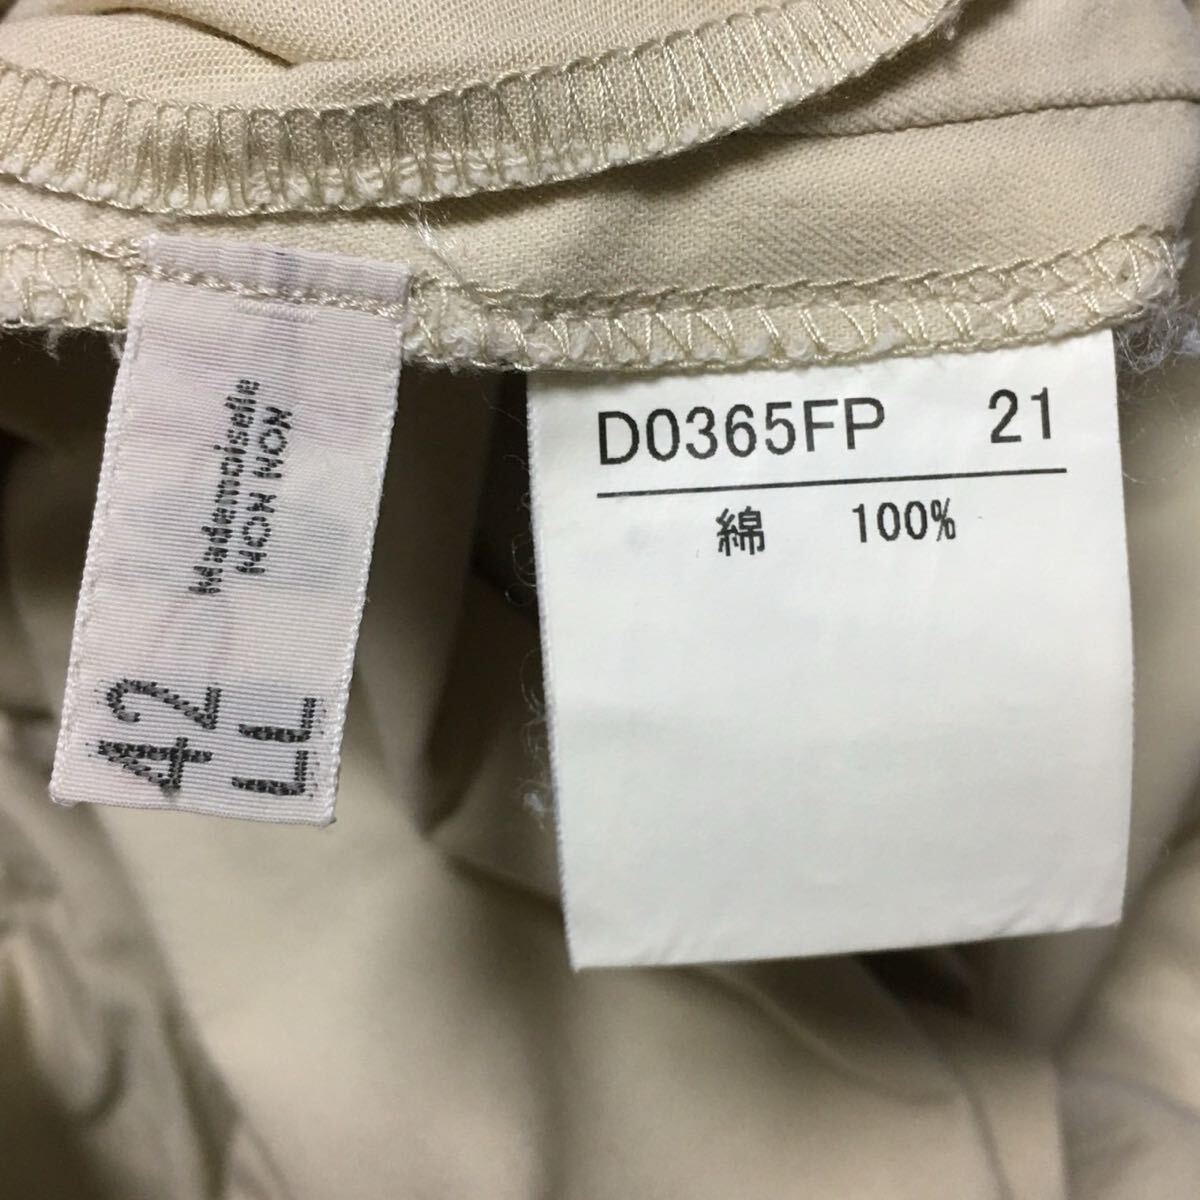 Mademoiselle
NON NON
42
LL
D0365FP 21
綿 100%